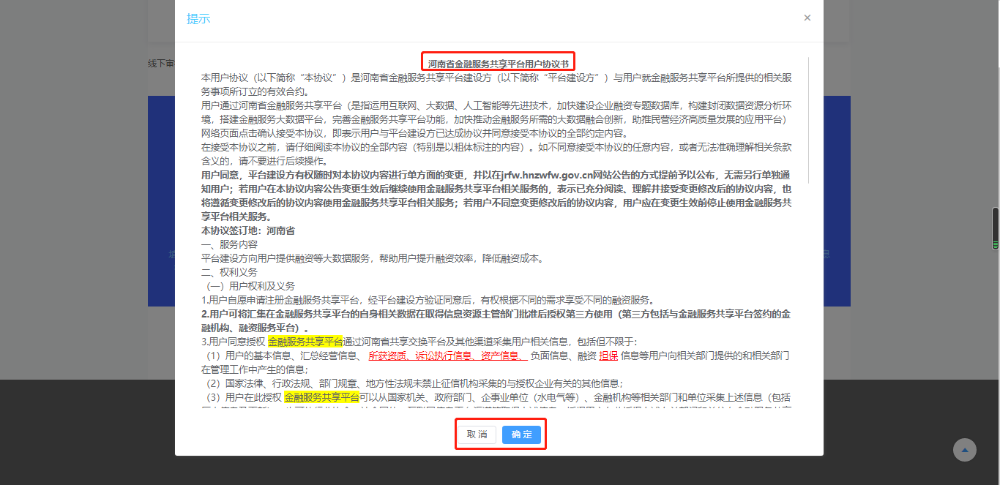 提示
×
线下审
河南省金融服务共享平台用户协议书
本用户协议（以下简称“本协议”）是河南省金融服务共享平台建设方（以下简称“平台建设方”）与用户就金融服务共享平台所提供的相关服
务事项所订立的有效合约。
用户通过河南省金融服务共享平台（是指运用互联网、大数据、人工智能等先进技术，加快建设企业融资专题数据库，构建封闭数据资源分析环
境，搭建金融服务大数据平台，完善金融服务共享平台功能，加快推动金融服务所需的大数据融合创新，助推民营经济高质量发展的应用平台）
网络页面点击确认接受本协议，即表示用户与平台建设方已达成协议并同意接受本协议的全部约定内容。
在接受本协议之前，请仔细阅读本协议的全部内容（特别是以粗体标注的内容）。如不同意接受本协议的任意内容，或者无法准确理解相关条款
含义的，请不要进行后续操作。
用户同意，平台建设方有权随时对本协议内容进行单方面的变更，并以在jrfw.hnzwfw.gov.cn网站公告的方式提前予以公布，无需另行单独通
知用户；若用户在本协议内容公告变更生效后继续使用金融服务共享平台相关服务的，表示已充分阅读、理解并接受变更修改后的协议内容，也
将遵循变更修改后的协议内容使用金融服务共享平台相关服务；若用户不同意变更修改后的协议内容，用户应在变更生效前停止使用金融服务共
享平台相关服务。
本协议签订地：河南省
一、服务内容
平台建设方向用户提供融资等大数据服务，帮助用户提升融资效率，降低融资成本。
二、权利义务
（一）用户权利及义务
1.用户自愿申请注册金融服务共享平台，经平台建设方验证同意后，有权根据不同的需求享受不同的融资服务。
2.用户可将汇集在金融服务共享平台的自身相关数据在取得信息资源主管部门批准后授权第三方使用（第三方包括与金融服务共享平台签约的金
融机构、融资服务平台）。
3.用户同意授权 金融服务共享平台通过河南省共享交换平台及其他渠道采集用户相关信息，包括但不限于：
（1）用户的基本信息、汇总经营信息、 所获资质、诉讼执行信息、资产信息、 负面信息、融资 担保 信息等用户向相关部门提供的和相关部门
在管理工作中产生的信息；
（2）国家法律、行政法规、部门规章、地方性法规未禁止征信机构采集的与授权企业有关的其他信息；
（3）用户在此授权 金融服务共享平台可以从国家机关、政府部门、企事业单位（水电气等）、金融机构等相关部门和单位采集上述信息（包括
取消 确定